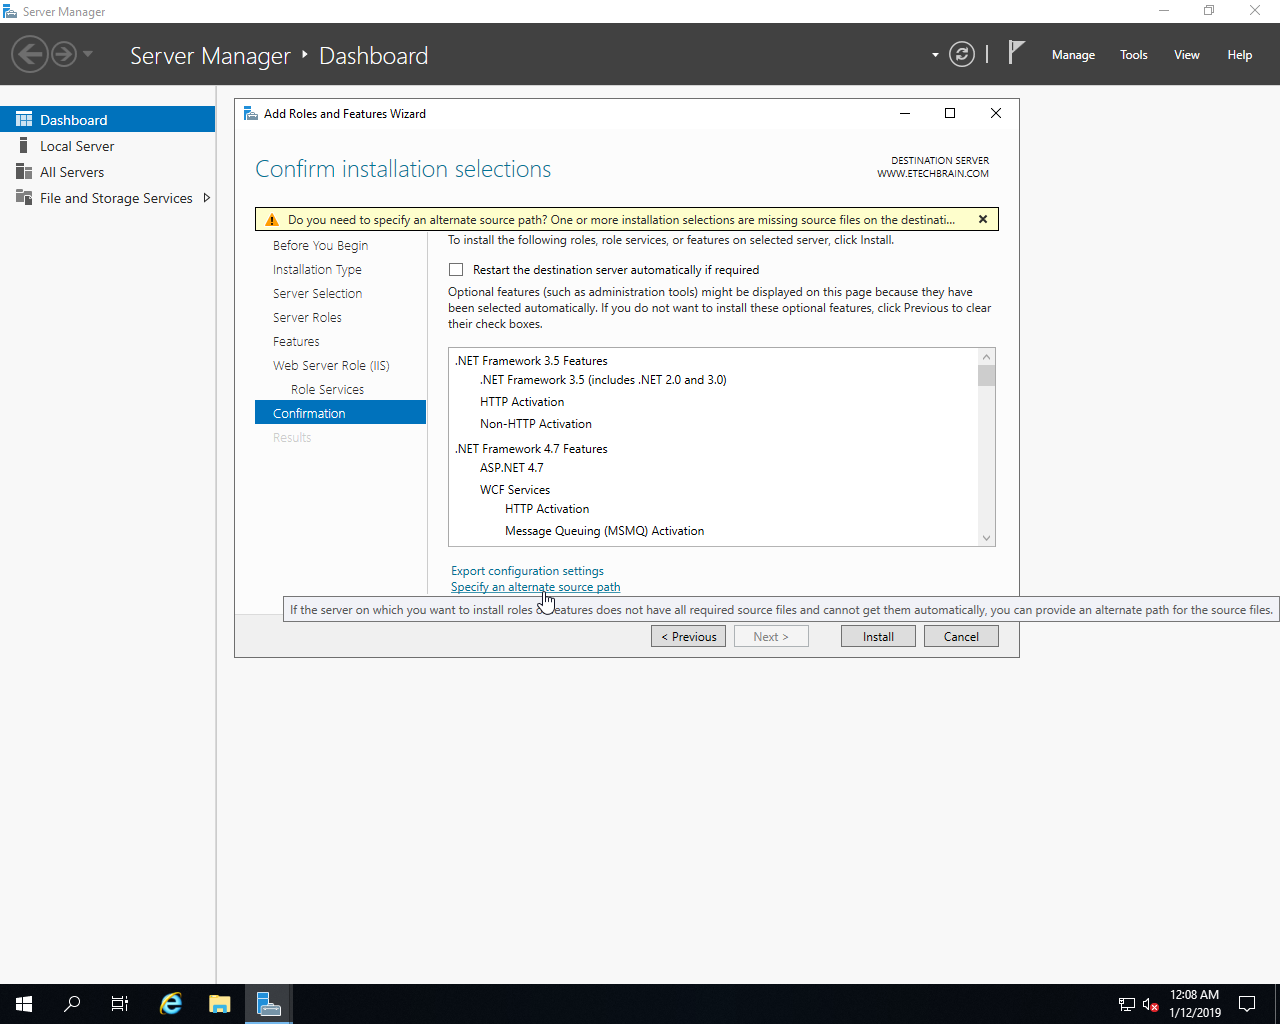 Server Manager
Server Manager
Dashboard
Manage
Tools
View
Help
Dashboard
Local Server
All Servers
File and Storage Services
Add Roles and Features Wizard
Confirm installation selections
DESTINATION SERVER
WWW.ETECHBRAIN.COM
Do you need to specify an alternate source path? One or more installation selections are missing source files on the destinati...
Before You Begin
Installation Type
Server Selection
Server Roles
Features
Web Server Role (IIS)
Role Services
Confirmation
Results
To install the following roles, role services, or features on selected server, click Install.
Restart the destination server automatically if required
Optional features (such as administration tools) might be displayed on this page because they have
been selected automatically. If you do not want to install these optional features, click Previous to clear
their check boxes.
.NET Framework 3.5 Features
.NET Framework 3.5 (includes .NET 2.0 and 3.0)
HTTP Activation
Non-HTTP Activation
.NET Framework 4.7 Features
ASP.NET 4.7
WCF Services
HTTP Activation
Message Queuing (MSMQ) Activation
Export configuration settings
Specify an alternate source path
If the server on which you want to install roles or features does not have all required source files and cannot get them automatically, you can provide an alternate path for the source files.
< Previous
Next >
Install
Cancel
12:08 AM
1/12/2019